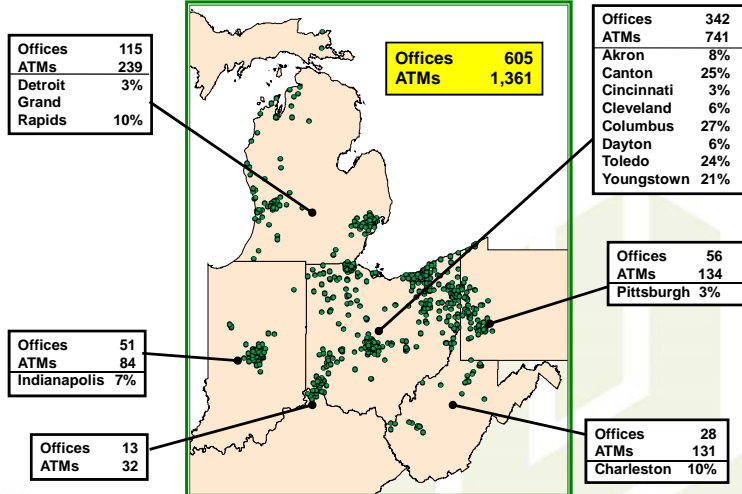 Offices 115
ATMs 239
Detroit 3%
Grand
Rapids 10%
Offices 605
ATMs 1,361
Offices 342
ATMs 741
Akron 8%
Canton 25%
Cincinnati 3%
Cleveland 6%
Columbus 27%
Dayton 6%
Toledo 24%
Youngstown 21%
Offices 56
ATMs 134
Pittsburgh 3%
Offices 51
ATMs 84
Indianapolis 7%
Offices 13
ATMs 32
Offices 28
ATMs 131
Charleston 10%